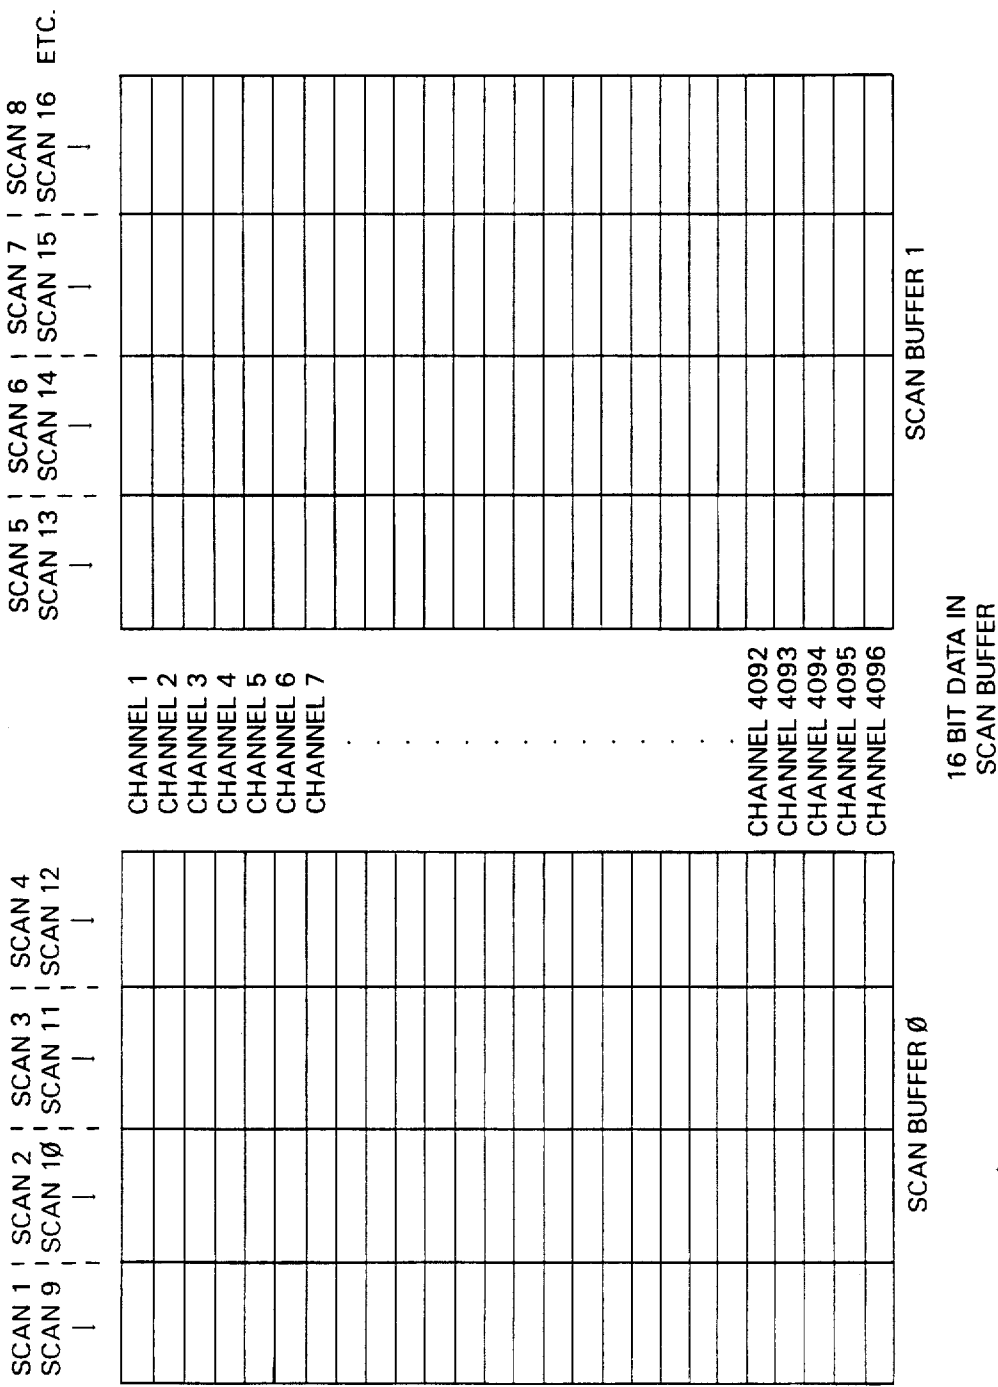 SCAN 1 SCAN 2 SCAN 3 SCAN 4 SCAN 5 SCAN 6 SCAN 7 SCAN 8
SCAN 9 SCAN 1Ø SCAN 11 SCAN 12 SCAN 13 SCAN 14 SCAN 15 SCAN 16 ETC.
CHANNEL 1
CHANNEL 2
CHANNEL 3
CHANNEL 4
CHANNEL 5
CHANNEL 6
CHANNEL 7
CHANNEL 4092
CHANNEL 4093
CHANNEL 4094
CHANNEL 4095
CHANNEL 4096
SCAN BUFFER Ø SCAN BUFFER 1
16 BIT DATA IN
SCAN BUFFER